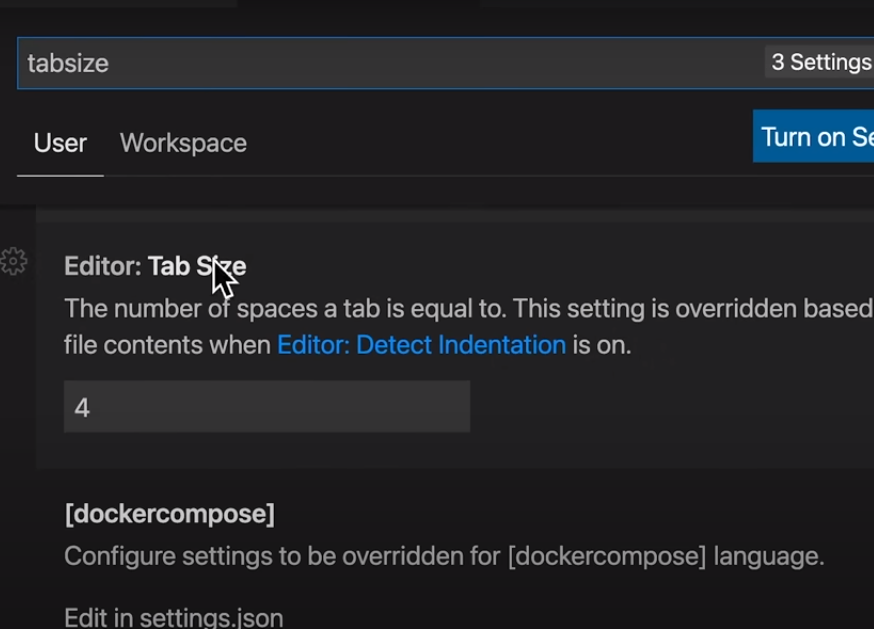 tabsize
3 Settings
User Workspace
Turn on Se
Editor: Tab Size
The number of spaces a tab is equal to. This setting is overridden based
file contents when Editor: Detect Indentation is on.
4
[dockercompose]
Configure settings to be overridden for [dockercompose] language.
Edit in settings.json